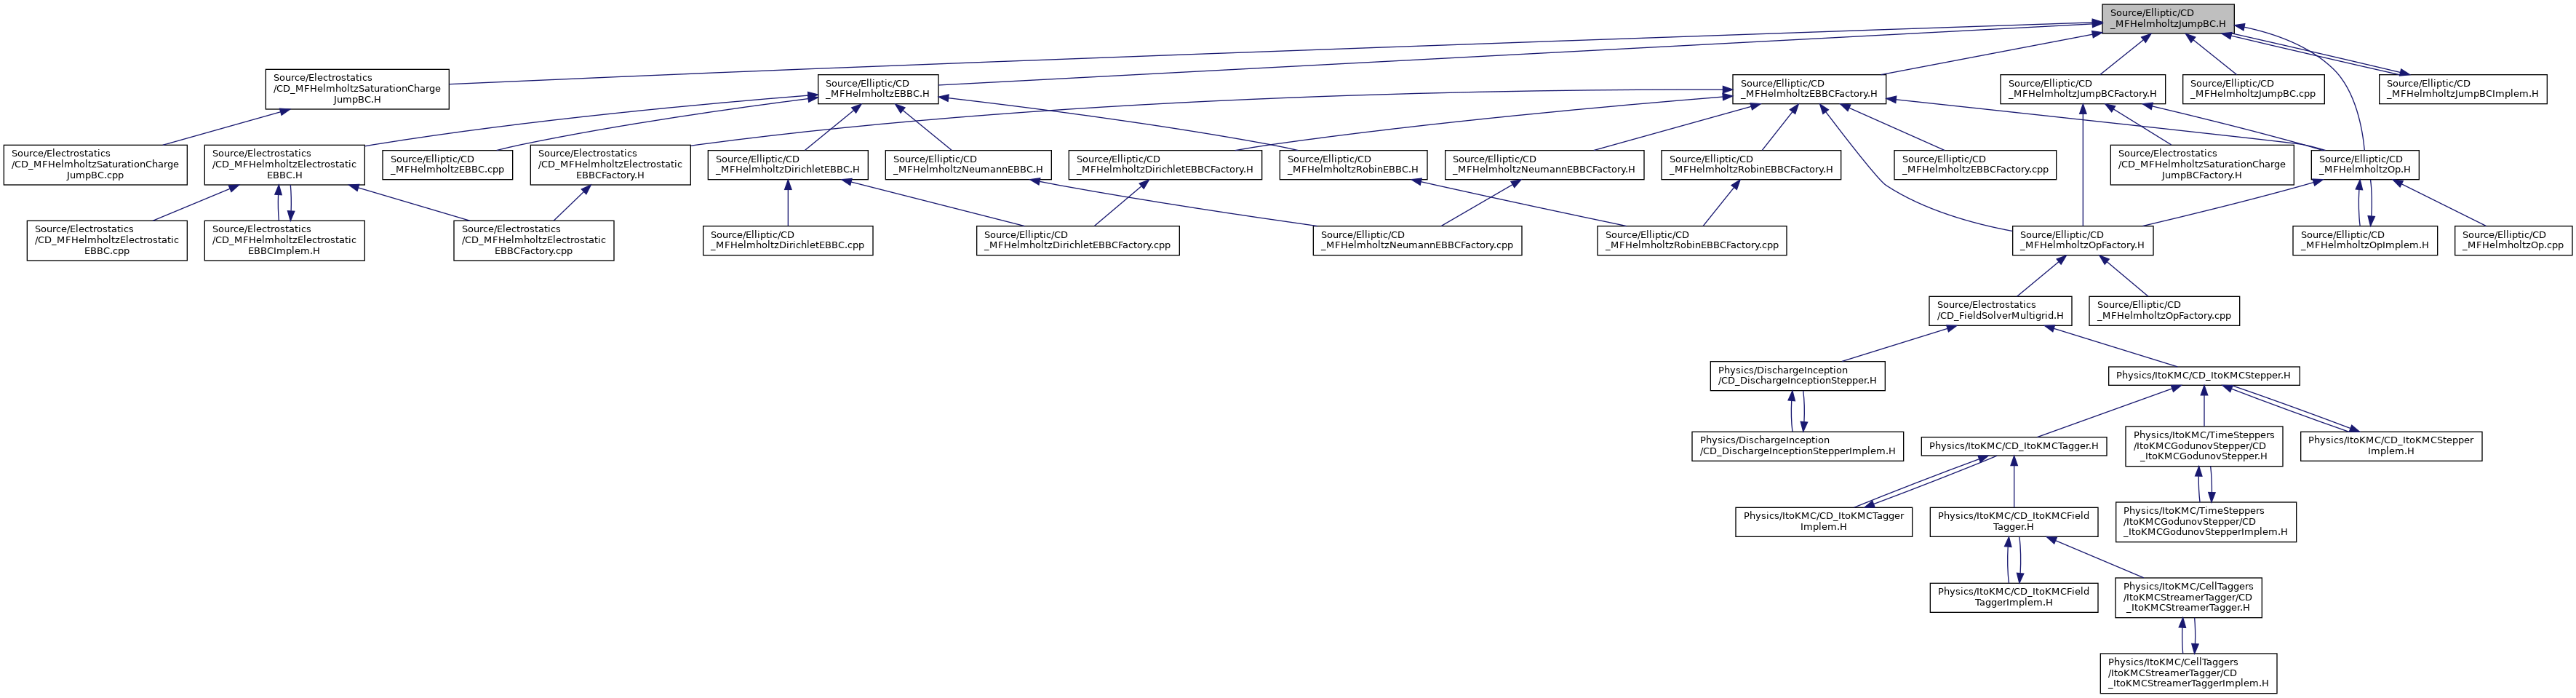 Source/Elliptic/CD
_MFHelmholtzJumpBC.H
Source/Electrostatics
/CD_MFHelmholtzSaturationCharge
JumpBC.H
Source/Elliptic/CD
_MFHelmholtzEBBC.H
Source/Elliptic/CD
_MFHelmholtzEBBCFactory.H
Source/Elliptic/CD
_MFHelmholtzJumpBCFactory.H
Source/Elliptic/CD
_MFHelmholtzJumpBC.cpp
Source/Elliptic/CD
_MFHelmholtzJumpBCImplem.H
Source/Electrostatics
/CD_MFHelmholtzSaturationCharge
JumpBC.cpp
Source/Electrostatics
/CD_MFHelmholtzElectrostatic
EBBC.H
Source/Elliptic/CD
_MFHelmholtzEBBC.cpp
Source/Electrostatics
/CD_MFHelmholtzElectrostatic
EBBCFactory.H
Source/Elliptic/CD
_MFHelmholtzDirichletEBBC.H
Source/Elliptic/CD
_MFHelmholtzNeumannEBBC.H
Source/Elliptic/CD
_MFHelmholtzDirichletEBBCFactory.H
Source/Elliptic/CD
_MFHelmholtzRobinEBBC.H
Source/Elliptic/CD
_MFHelmholtzNeumannEBBCFactory.H
Source/Elliptic/CD
_MFHelmholtzRobinEBBCFactory.H
Source/Elliptic/CD
_MFHelmholtzEBBCFactory.cpp
Source/Electrostatics
/CD_MFHelmholtzSaturationCharge
JumpBCFactory.H
Source/Elliptic/CD
_MFHelmholtzOp.H
Source/Electrostatics
/CD_MFHelmholtzElectrostatic
EBBC.cpp
Source/Electrostatics
/CD_MFHelmholtzElectrostatic
EBBCImplem.H
Source/Electrostatics
/CD_MFHelmholtzElectrostatic
EBBCFactory.cpp
Source/Elliptic/CD
_MFHelmholtzDirichletEBBC.cpp
Source/Elliptic/CD
_MFHelmholtzDirichletEBBCFactory.cpp
Source/Elliptic/CD
_MFHelmholtzNeumannEBBCFactory.cpp
Source/Elliptic/CD
_MFHelmholtzRobinEBBCFactory.cpp
Source/Elliptic/CD
_MFHelmholtzOpFactory.H
Source/Elliptic/CD
_MFHelmholtzOpImplem.H
Source/Elliptic/CD
_MFHelmholtzOp.cpp
Source/Electrostatics
/CD_FieldSolverMultigrid.H
Source/Elliptic/CD
_MFHelmholtzOpFactory.cpp
Physics/DischargeInception
/CD_DischargeInceptionStepper.H
Physics/ItoKMC/CD_ItoKMCStepper.H
Physics/DischargeInception
/CD_DischargeInceptionStepperImplem.H
Physics/ItoKMC/CD_ItoKMCTagger.H
Physics/ItoKMC/TimeSteppers
/ItoKMCGodunovStepper/CD
_ItoKMCGodunovStepper.H
Physics/ItoKMC/CD_ItoKMCStepper
Implem.H
Physics/ItoKMC/CD_ItoKMCTagger
Implem.H
Physics/ItoKMC/CD_ItoKMCField
Tagger.H
Physics/ItoKMC/TimeSteppers
/ItoKMCGodunovStepper/CD
_ItoKMCGodunovStepperImplem.H
Physics/ItoKMC/CD_ItoKMCField
TaggerImplem.H
Physics/ItoKMC/CellTaggers
/ItoKMCStreamerTagger/CD
_ItoKMCStreamerTagger.H
Physics/ItoKMC/CellTaggers
/ItoKMCStreamerTagger/CD
_ItoKMCStreamerTaggerImplem.H